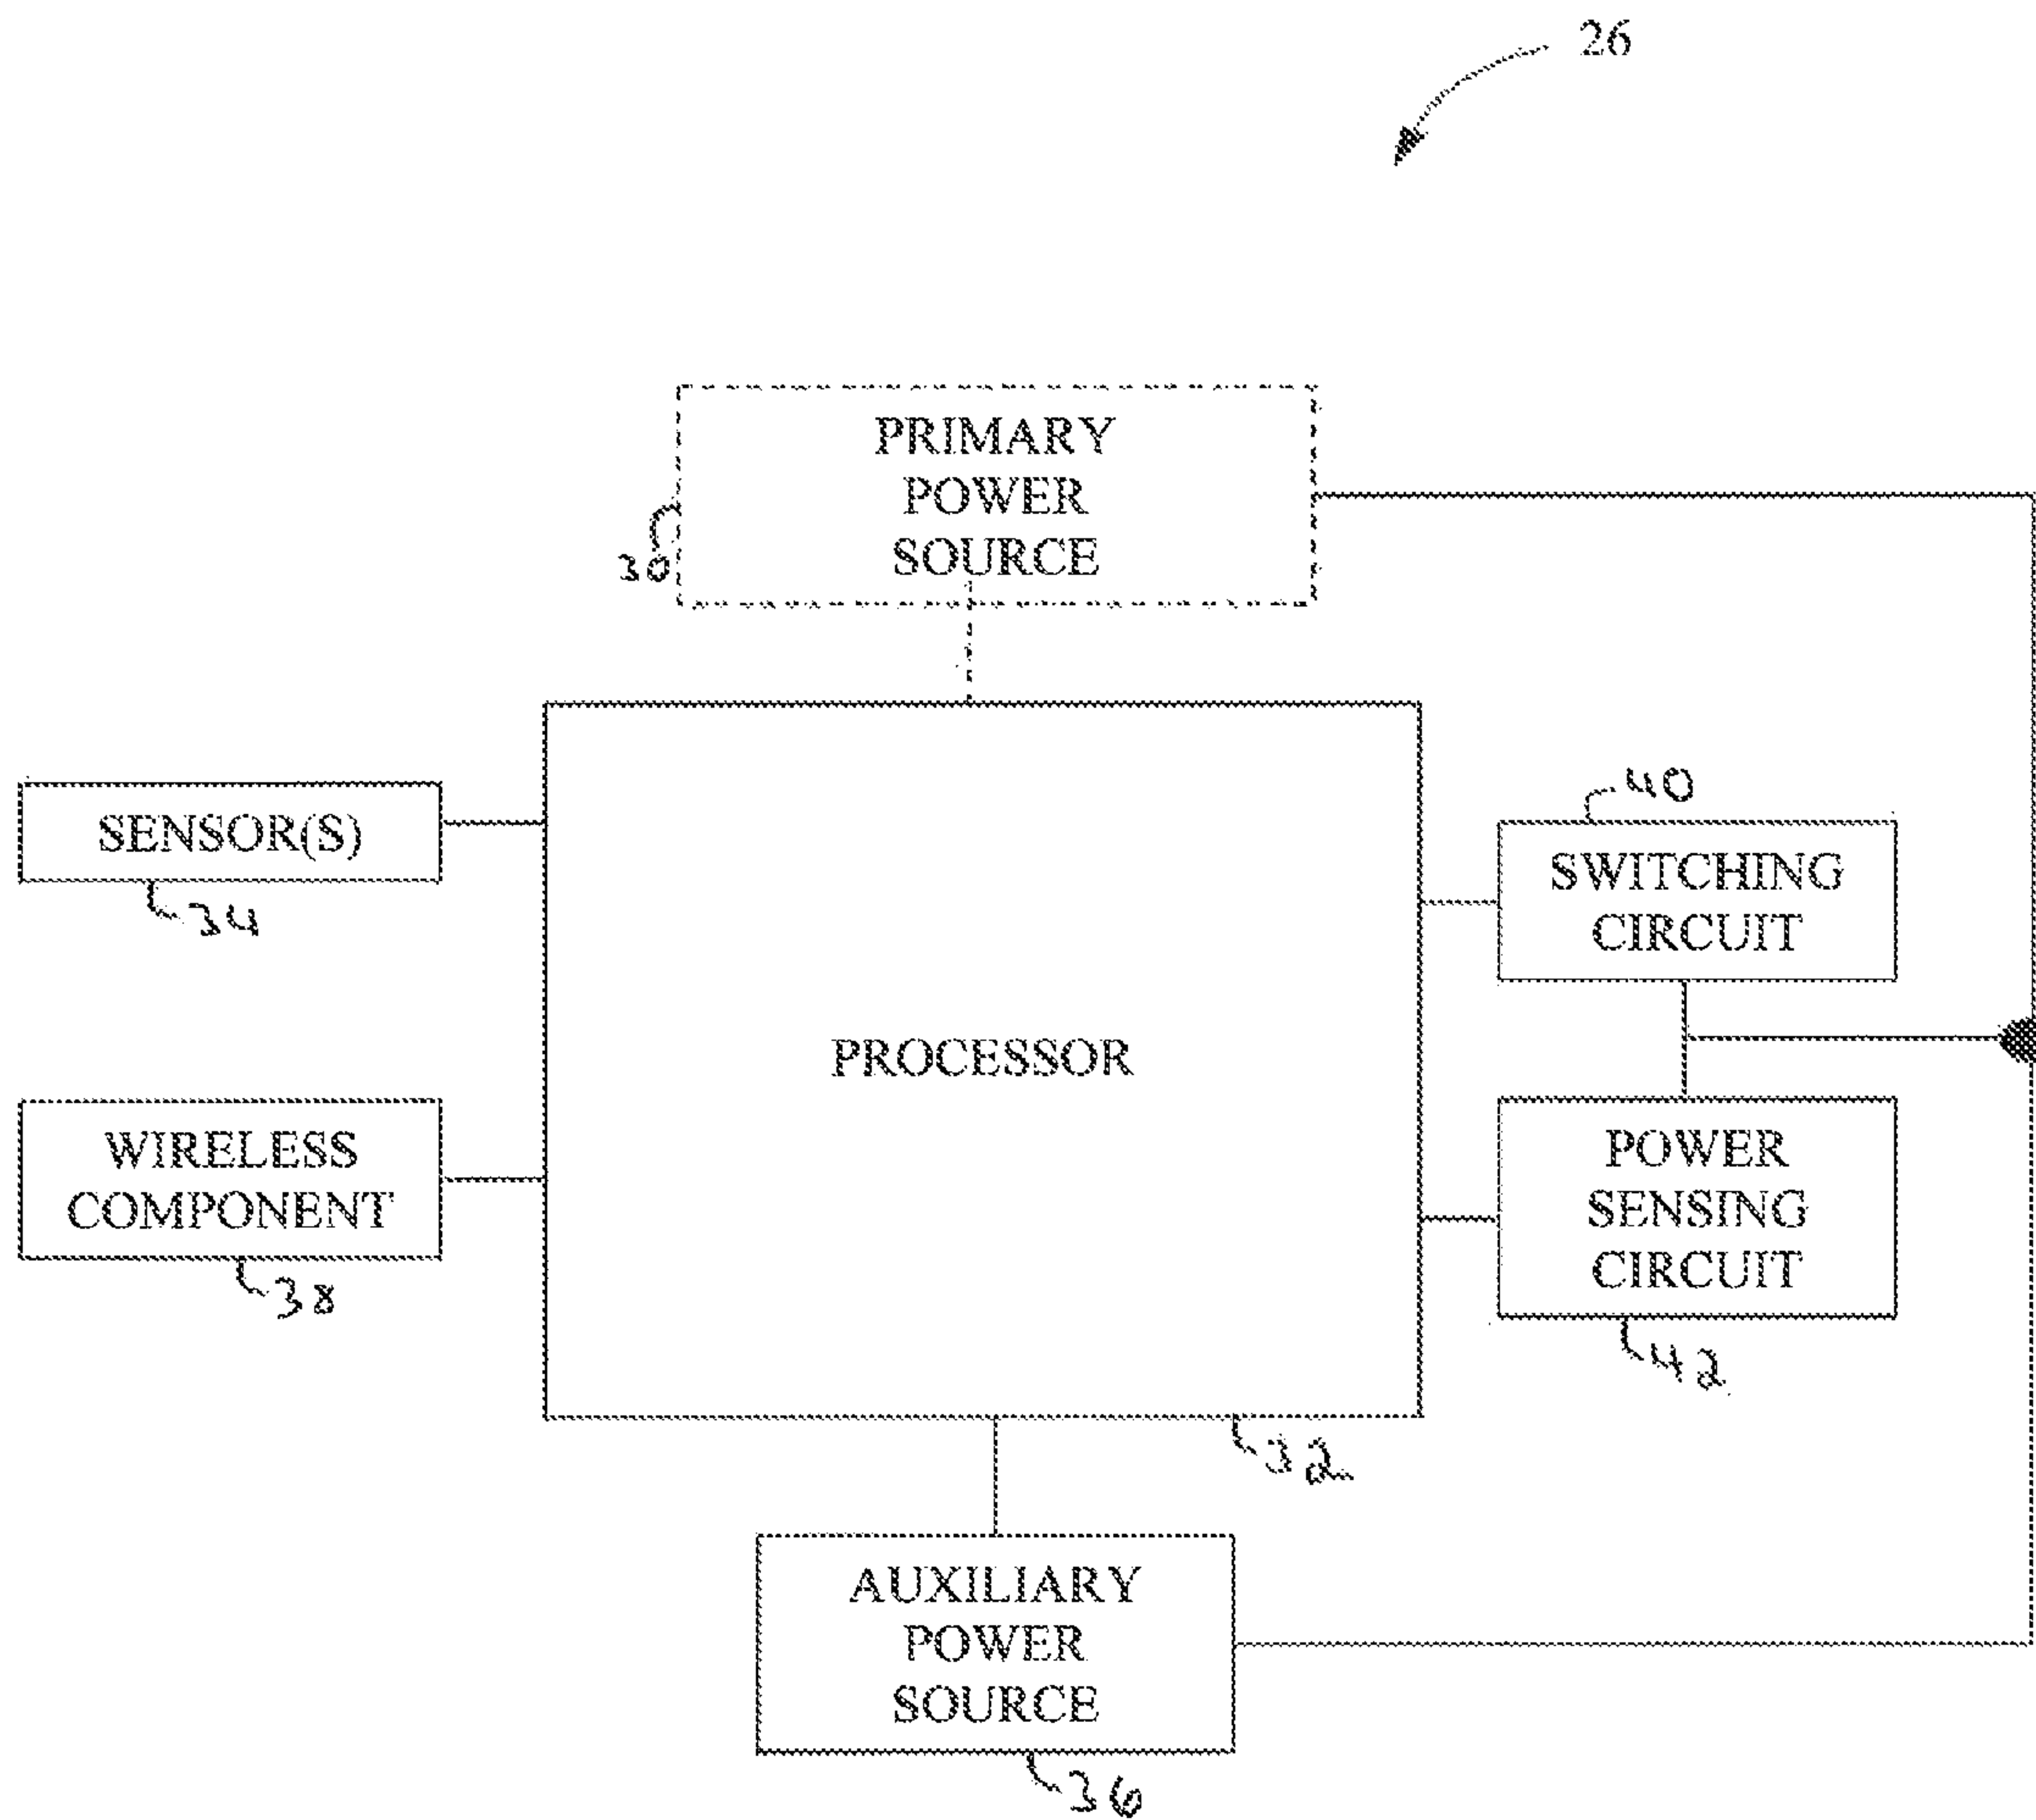 26
PRIMARY
POWER
SOURCE
30
SENSOR(S)
34
40
SWITCHING
CIRCUIT
PROCESSOR
WIRELESS
COMPONENT
38
POWER
SENSING
CIRCUIT
42
32
AUXILIARY
POWER
SOURCE
36